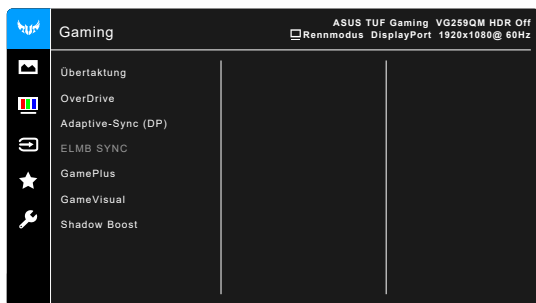 Gaming
ASUS TUF Gaming VG259QM HDR Off
Rennmodus DisplayPort 1920x1080@ 60Hz
Übertaktung
OverDrive
Adaptive-Sync (DP)
ELMB SYNC
GamePlus
GameVisual
Shadow Boost